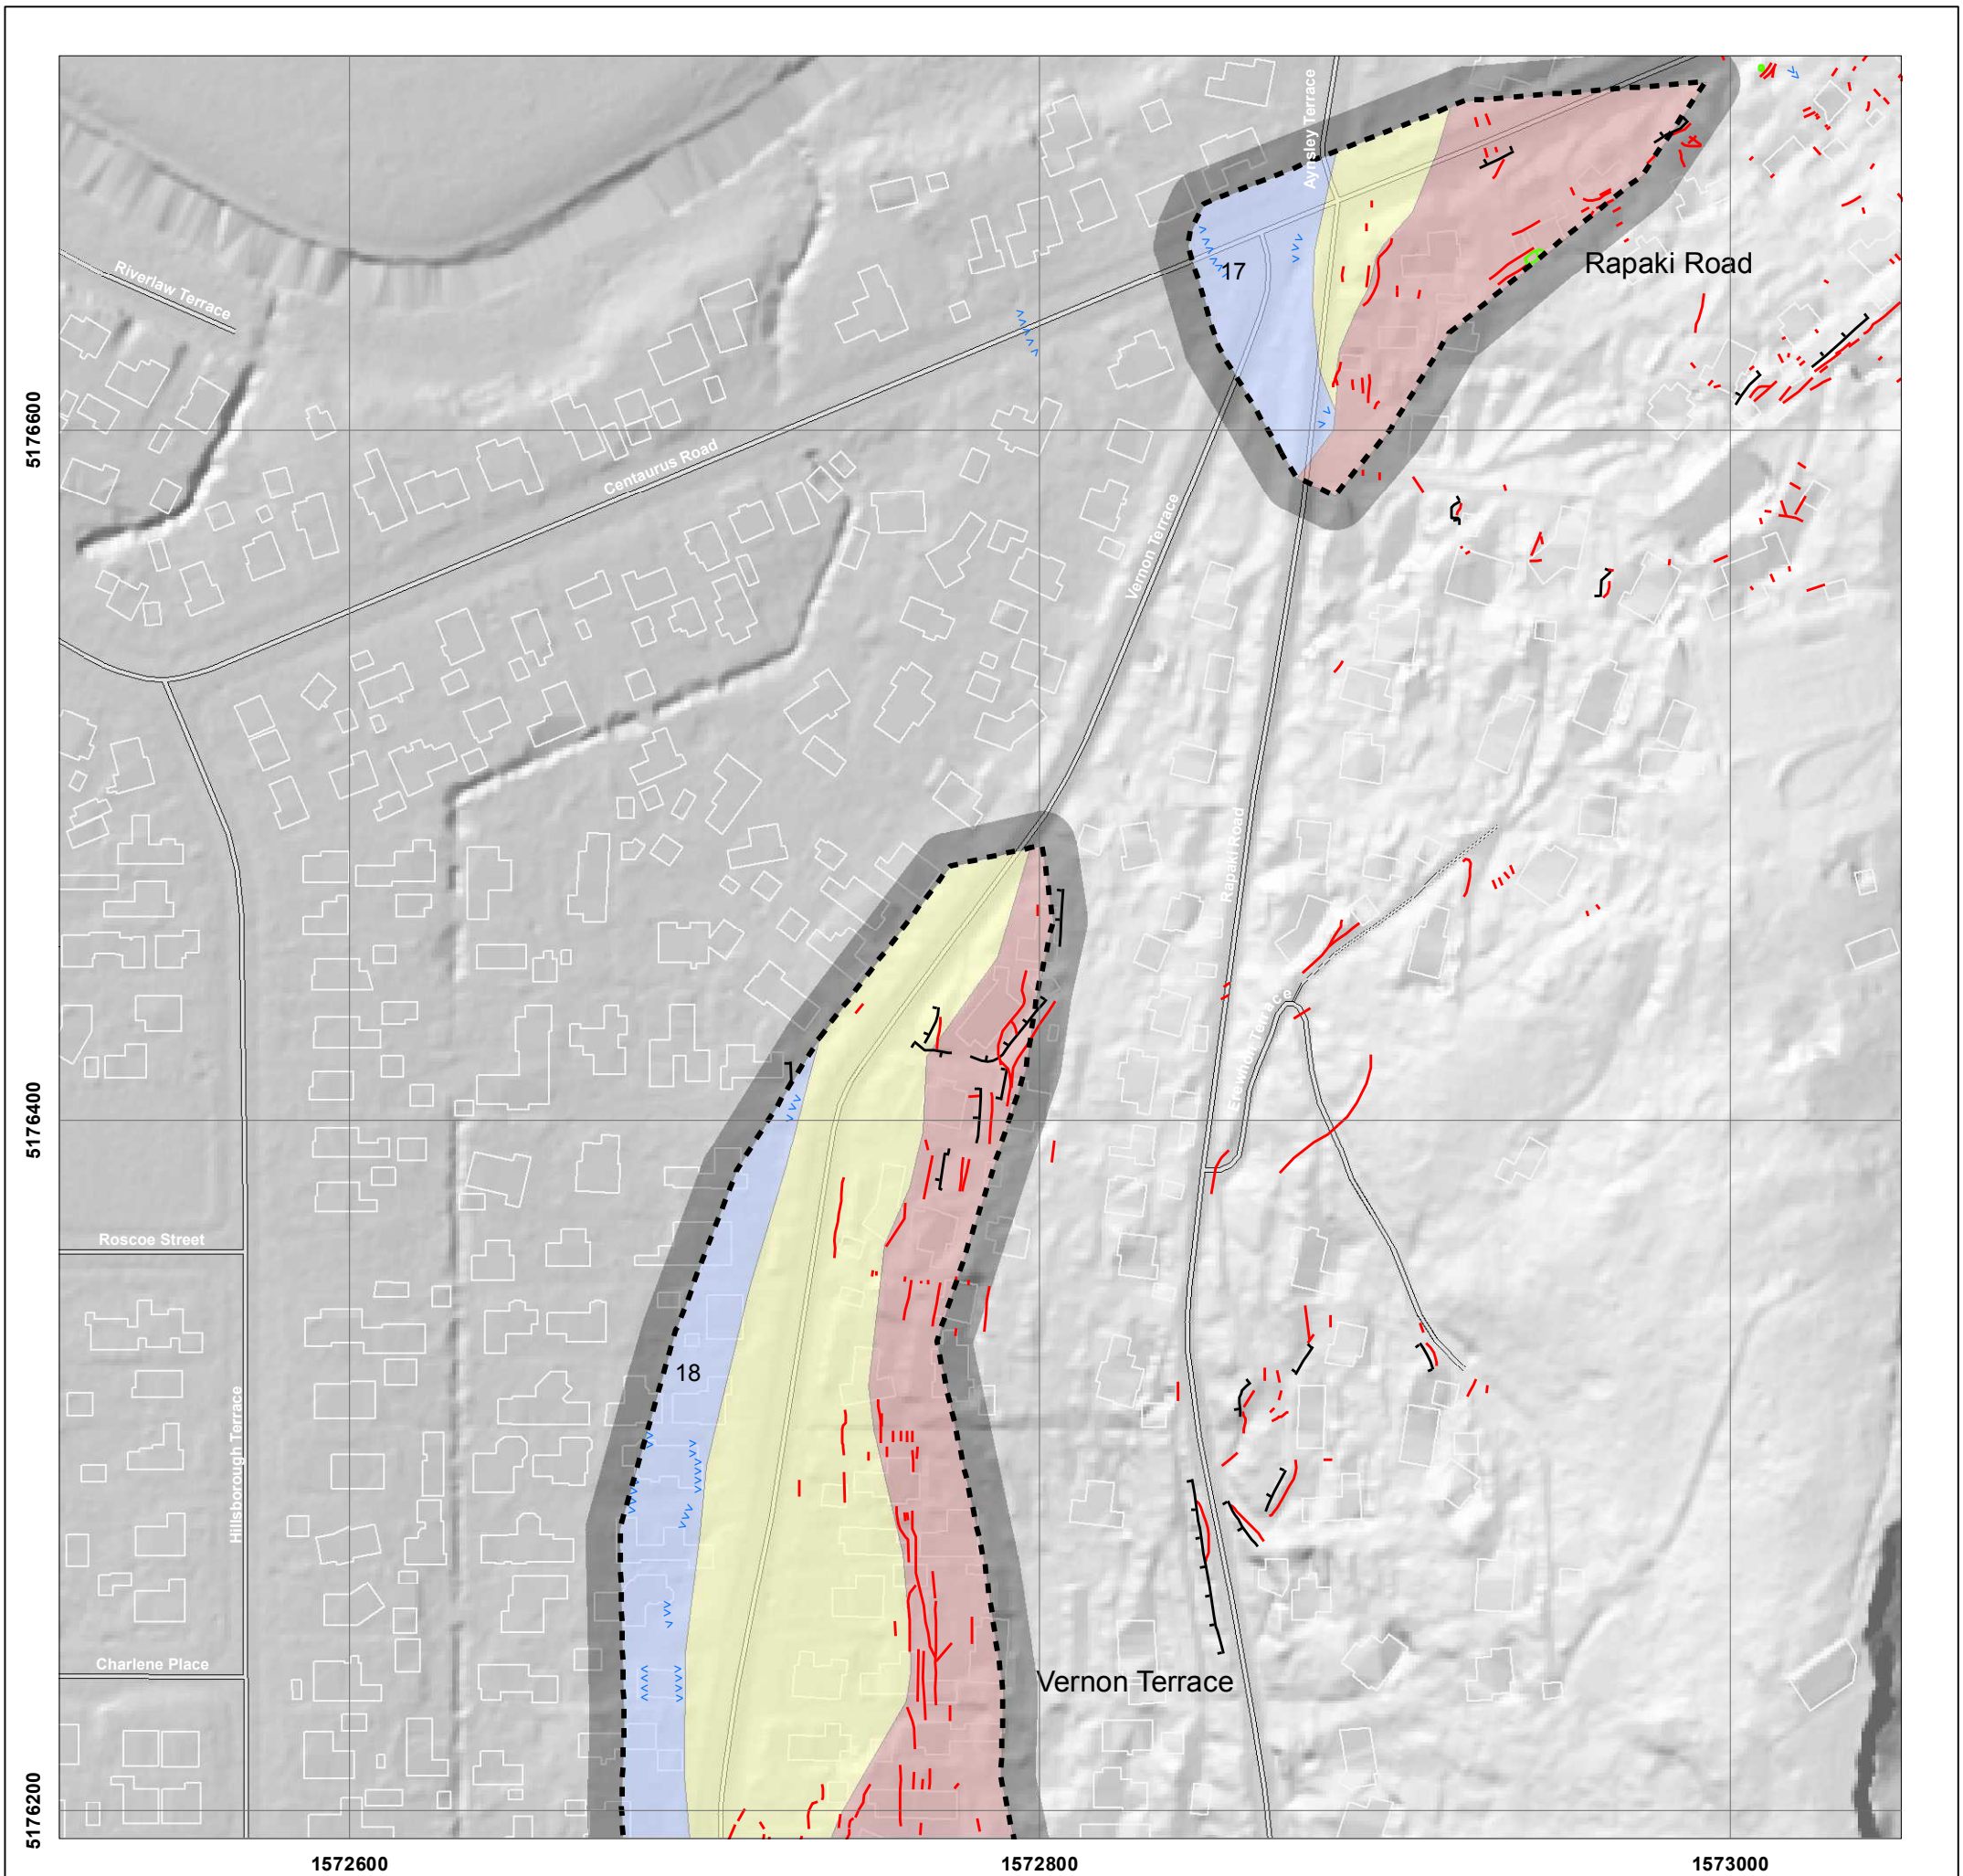 Aynsley Terrace
Riverlaw Terrace
17
Rapaki Road
5176600
Centaurus Road
Vernon Terrace
Rapaki Road
Erewhon Terrace
5176400
Roscoe Street
18
Hillsborough Terrace
Charlene Place
Vernon Terrace
5176200
1572600
1572800
1573000